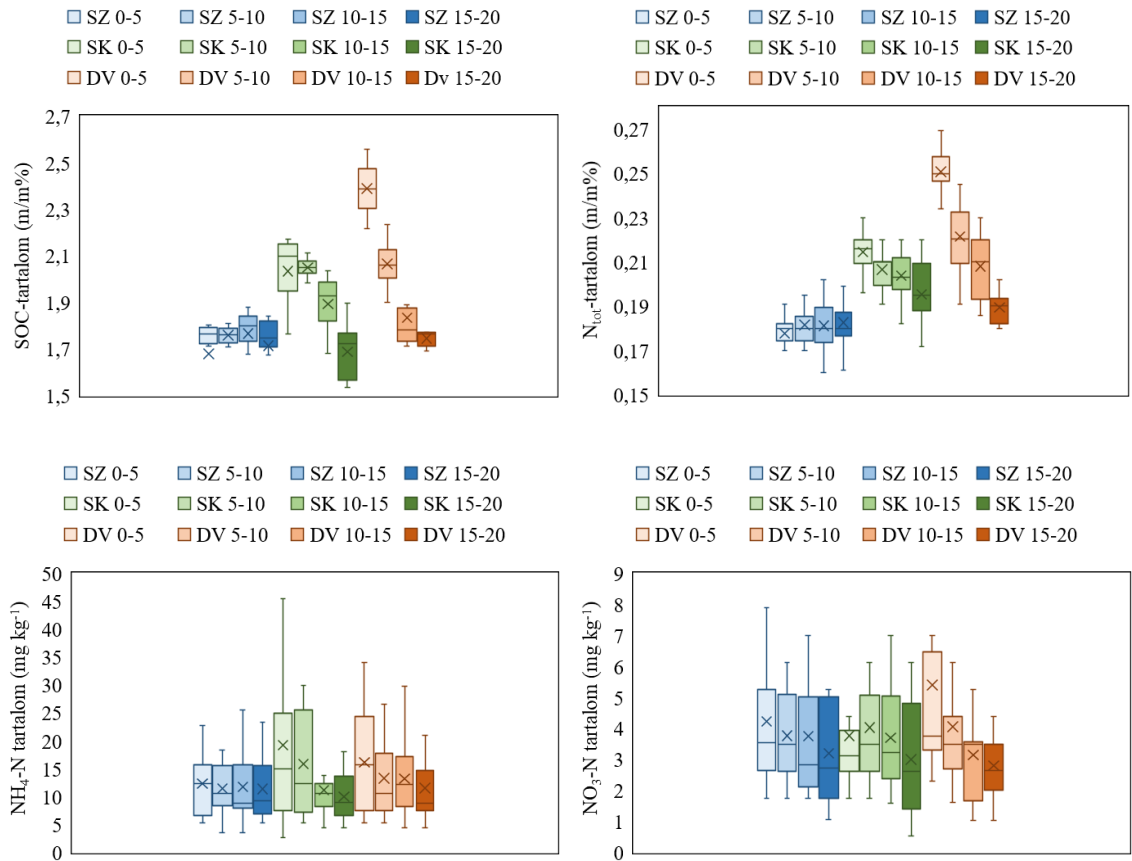 SZ 0-5 SZ 5-10 SZ 10-15 SZ 15-20
SK 0-5 SK 5-10 SK 10-15 SK 15-20
DV 0-5 DV 5-10 DV 10-15 Dv 15-20
SOC-tartalom (m/m%)
2,7
2,5
2,3
2,1
1,9
1,7
1,5
SZ 0-5 SZ 5-10 SZ 10-15 SZ 15-20
SK 0-5 SK 5-10 SK 10-15 SK 15-20
DV 0-5 DV 5-10 DV 10-15 DV 15-20
Ntot-tartalom (m/m%)
0,27
0,25
0,23
0,21
0,19
0,17
0,15
SZ 0-5 SZ 5-10 SZ 10-15 SZ 15-20
SK 0-5 SK 5-10 SK 10-15 SK 15-20
DV 0-5 DV 5-10 DV 10-15 DV 15-20
NH4-N tartalom (mg kg-1)
50
45
40
35
30
25
20
15
10
5
0
SZ 0-5 SZ 5-10 SZ 10-15 SZ 15-20
SK 0-5 SK 5-10 SK 10-15 SK 15-20
DV 0-5 DV 5-10 DV 10-15 DV 15-20
NO3-N tartalom (mg kg-1)
9
8
7
6
5
4
3
2
1
0